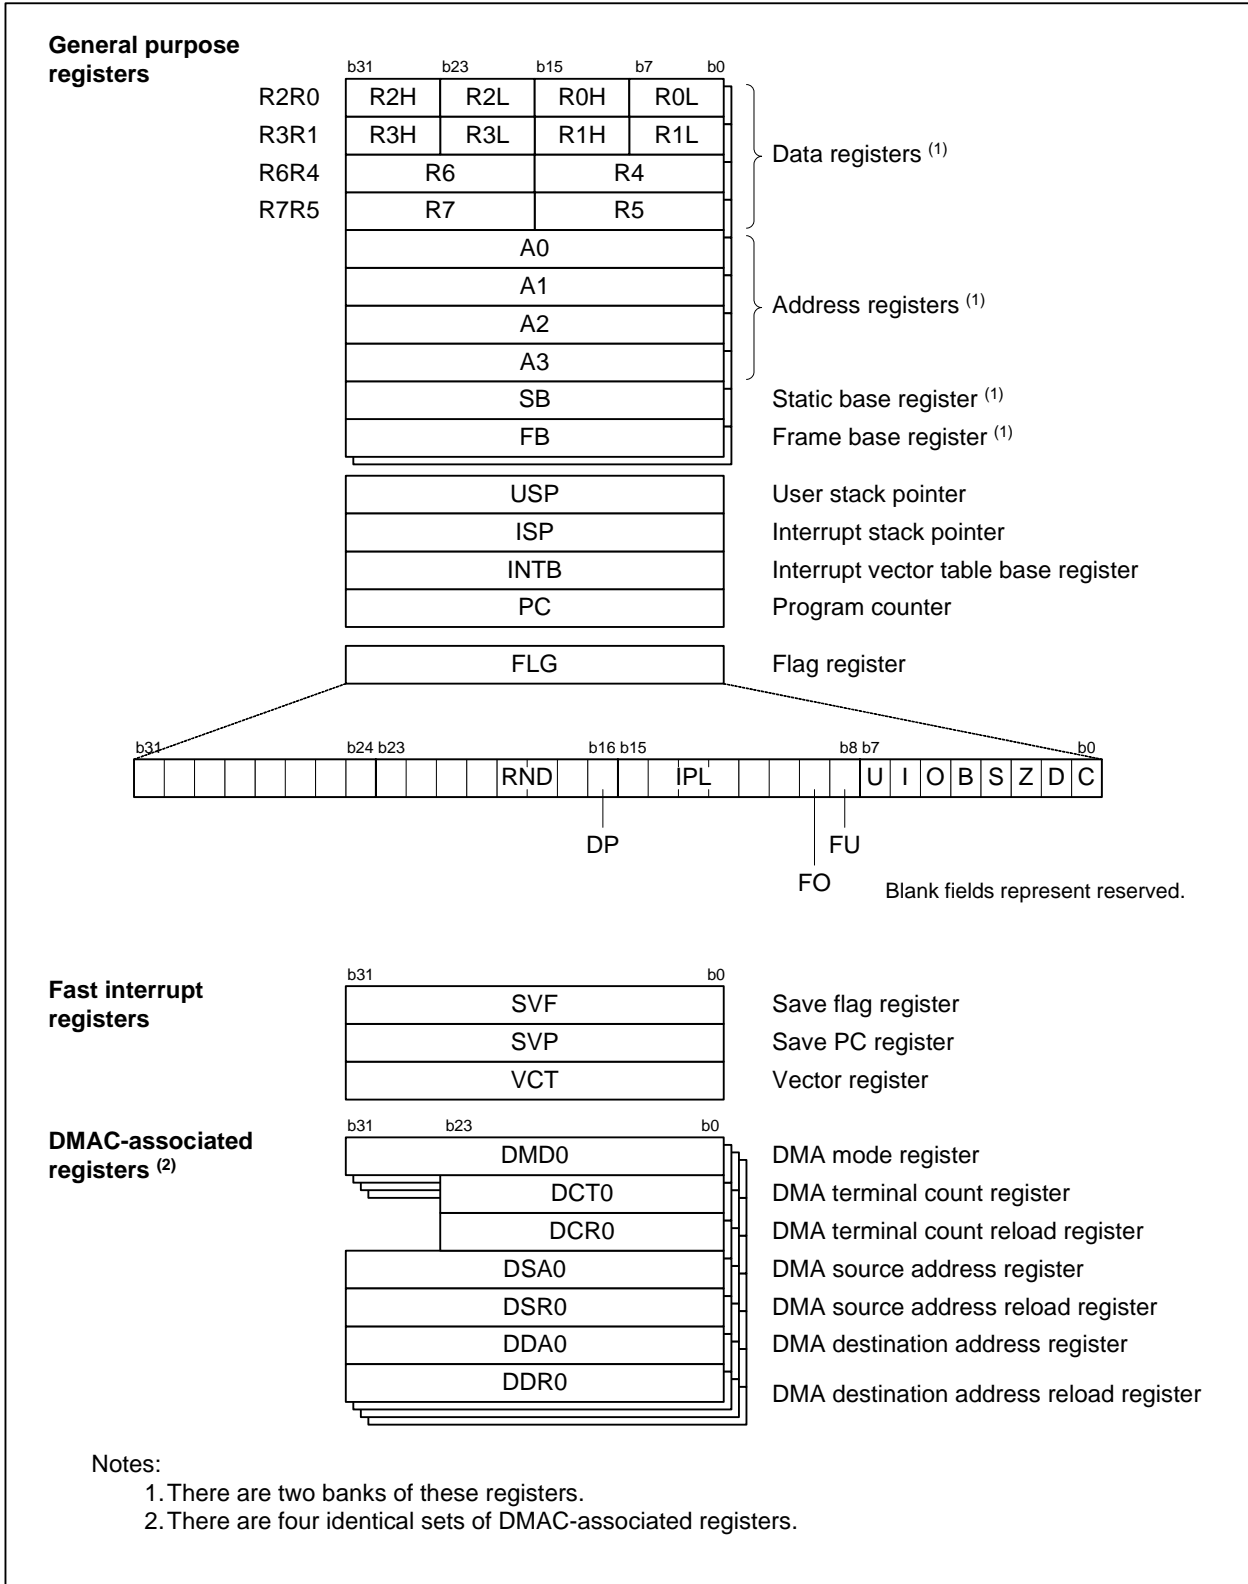 General purpose
registers
b31 b23 b15 b7 b0
R2R0 R2H R2L R0H R0L
R3R1 R3H R3L R1H R1L
Data registers (1)
R6R4 R6 R4
R7R5 R7 R5
A0
A1
Address registers (1)
A2
A3
SB Static base register (1)
FB Frame base register (1)
USP User stack pointer
ISP Interrupt stack pointer
INTB Interrupt vector table base register
PC Program counter
FLG Flag register
b31 b24 b23 b16 b15 b8 b7 b0
RND IPL U I O B S Z D C
DP FU
FO
Blank fields represent reserved.
Fast interrupt
registers
b31 b0
SVF Save flag register
SVP Save PC register
VCT Vector register
DMAC-associated
registers (2)
b31 b23 b0
DMD0 DMA mode register
DCT0 DMA terminal count register
DCR0 DMA terminal count reload register
DSA0 DMA source address register
DSR0 DMA source address reload register
DDA0 DMA destination address register
DDR0 DMA destination address reload register
Notes:
1. There are two banks of these registers.
2. There are four identical sets of DMAC-associated registers.